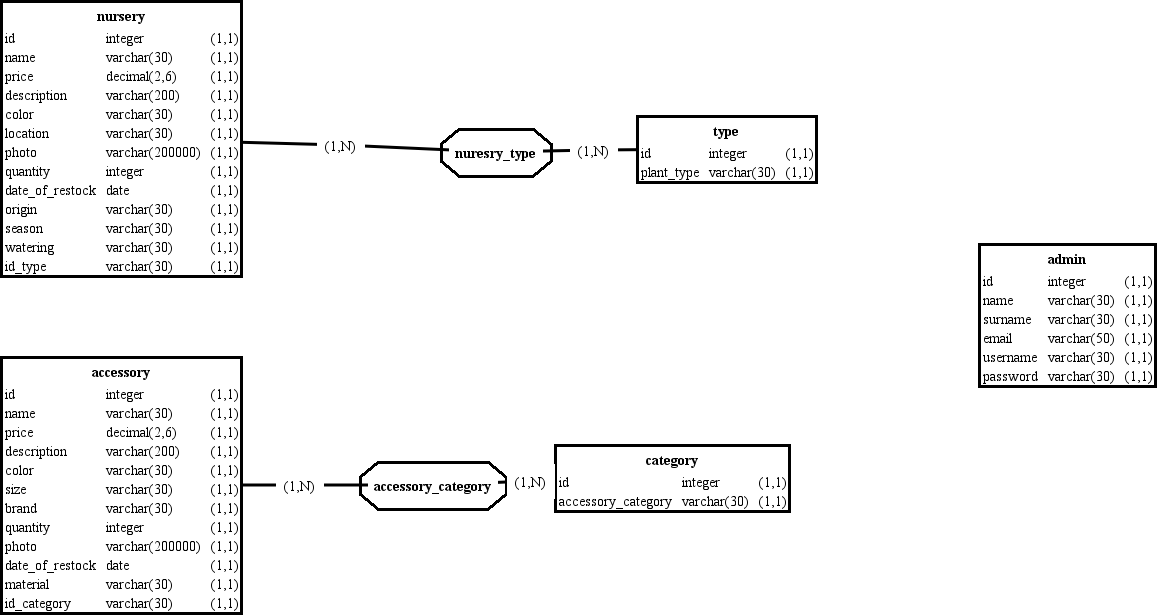 nursery
id integer (1,1)
name varchar(30) (1,1)
price decimal(2,6) (1,1)
description varchar(200) (1,1)
color varchar(30) (1,1)
location varchar(30) (1,1)
photo varchar(200000) (1,1)
quantity integer (1,1)
date_of_restock date (1,1)
origin varchar(30) (1,1)
season varchar(30) (1,1)
watering varchar(30) (1,1)
id_type varchar(30) (1,1)
(1,N)
nuresry_type
(1,N)
type
id integer (1,1)
plant_type varchar(30) (1,1)
admin
id integer (1,1)
name varchar(30) (1,1)
surname varchar(30) (1,1)
email varchar(50) (1,1)
username varchar(30) (1,1)
password varchar(30) (1,1)
accessory
id integer (1,1)
name varchar(30) (1,1)
price decimal(2,6) (1,1)
description varchar(200) (1,1)
color varchar(30) (1,1)
size varchar(30) (1,1)
brand varchar(30) (1,1)
quantity integer (1,1)
photo varchar(200000) (1,1)
date_of_restock date (1,1)
material varchar(30) (1,1)
id_category varchar(30) (1,1)
(1,N)
accessory_category
(1,N)
category
id integer (1,1)
accessory_category varchar(30) (1,1)